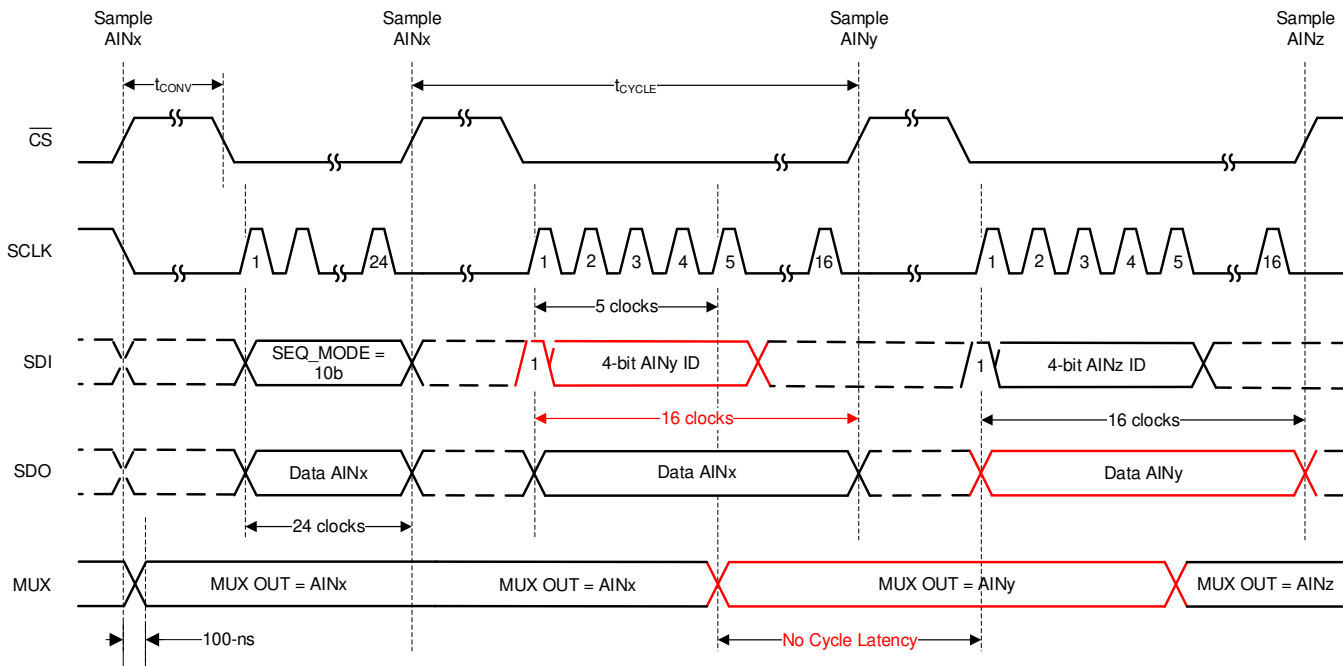 Sample
AINx
Sample
AINx
Sample
AINy
Sample
AINz
tCONV
tCYCLE
CS
SCLK
1
24
1
2
3
4
5
16
1
2
3
4
5
16
5 clocks
SDI
SEQ_MODE =
10b
1
4-bit AINy ID
1
4-bit AINz ID
16 clocks
16 clocks
SDO
Data AINx
Data AINx
Data AINy
24 clocks
MUX
MUX OUT = AINx
MUX OUT = AINx
MUX OUT = AINy
MUX OUT = AINz
100-ns
No Cycle Latency